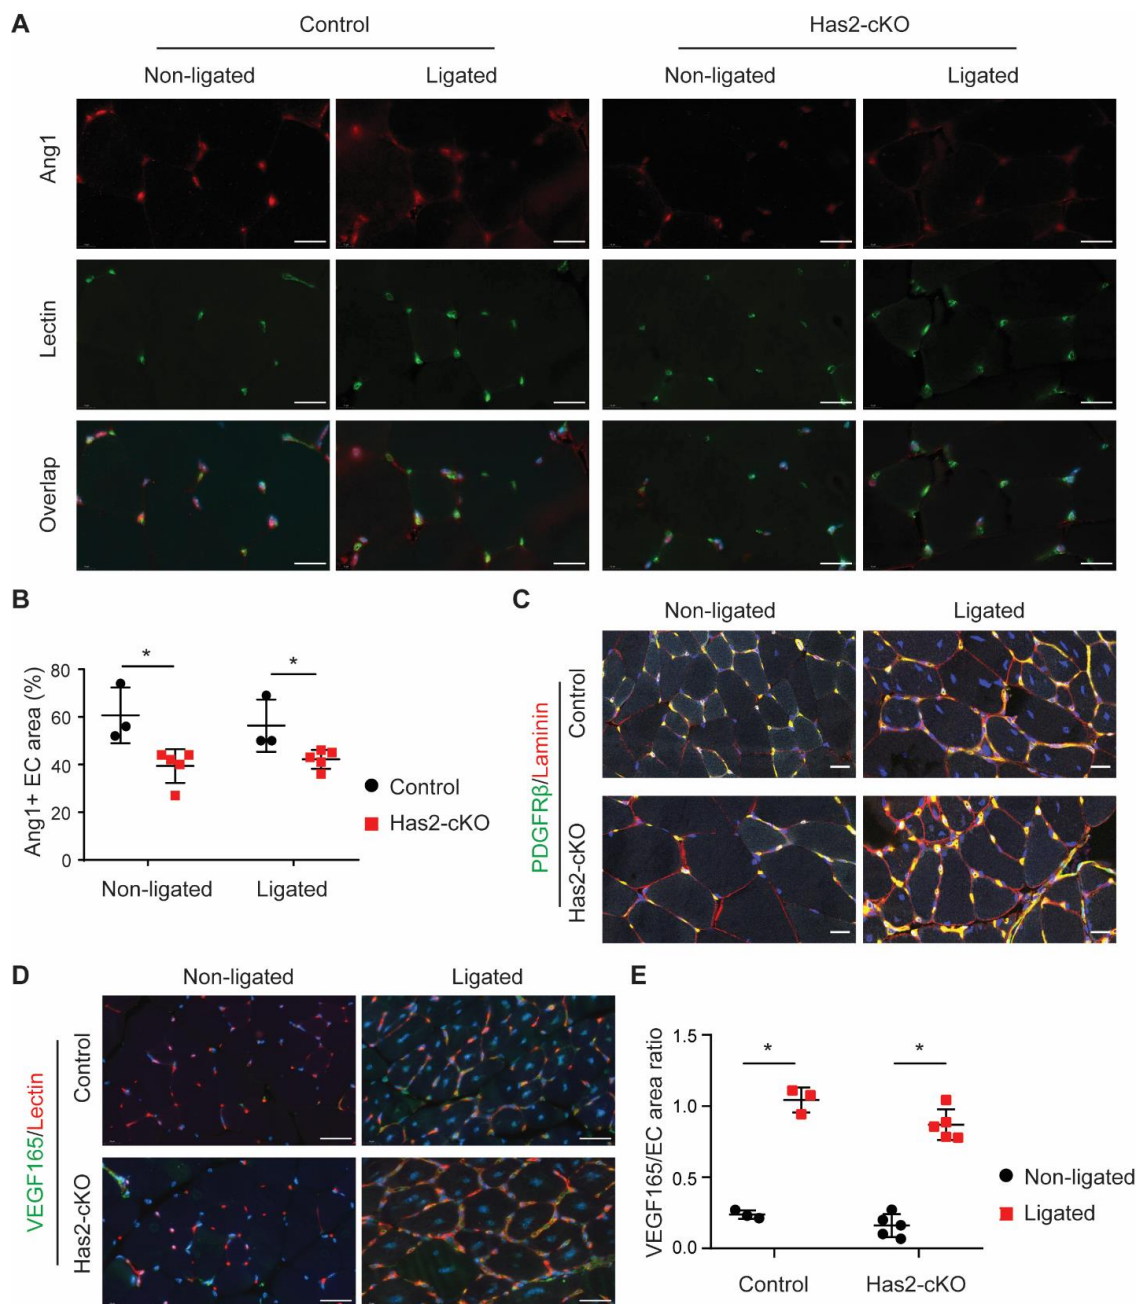 A
Control
Has2-cKO
Non-ligated
Ligated
Non-ligated
Ligated
Ang1
Lectin
Overlap
B
Ang1+ EC area (%)
80
60
40
20
0
*
*
Non-ligated
Ligated
Control
Has2-cKO
C
Non-ligated
Ligated
PDGFRβ/Laminin
Control
Has2-cKO
D
Non-ligated
Ligated
VEGF165/Lectin
Control
Has2-cKO
E
VEGF165/EC area ratio
1.5
1.0
0.5
0.0
*
*
Control
Has2-cKO
Non-ligated
Ligated